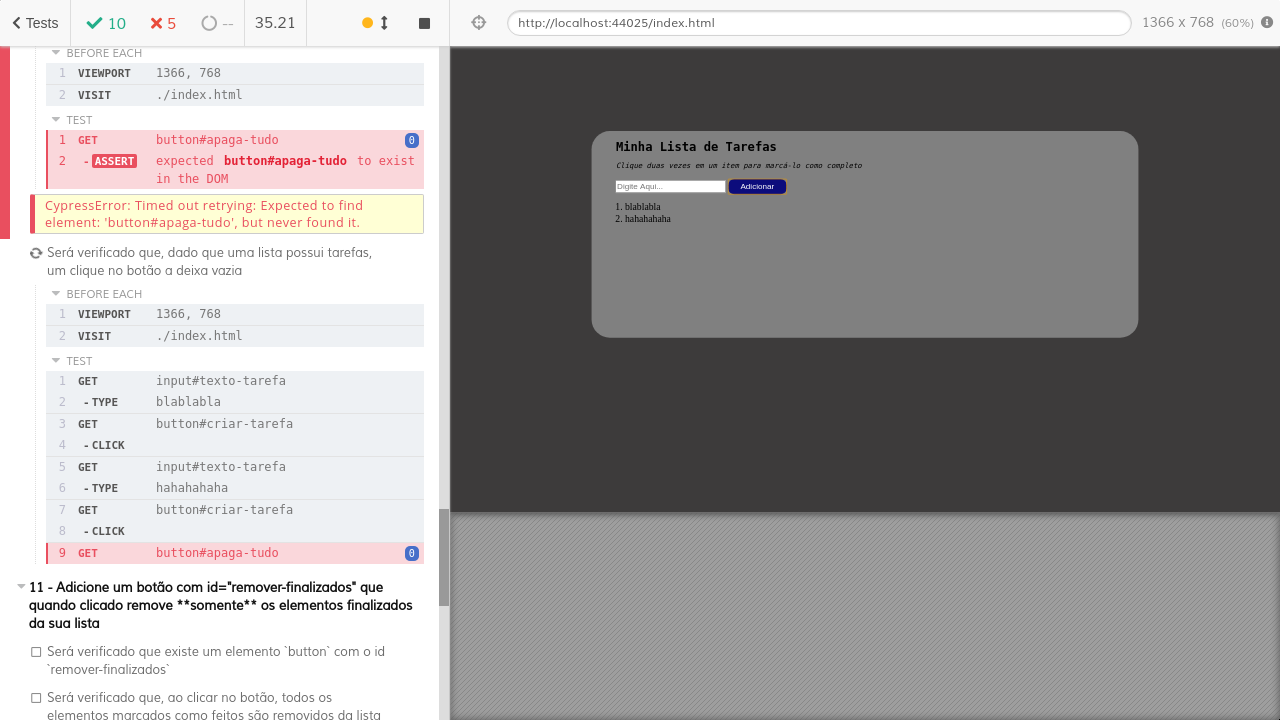 Tests 10 5 -- 35.21
http://localhost:44025/index.html 1366 x 768 (60%)
BEFORE EACH
1 VIEWPORT 1366, 768
2 VISIT ./index.html
TEST
1 GET button#apaga-tudo 0
2 -ASSERT expected button#apaga-tudo to exist
in the DOM
CypressError: Timed out retrying: Expected to find
element: 'button#apaga-tudo', but never found it.
Será verificado que, dado que uma lista possui tarefas,
um clique no botão a deixa vazia
BEFORE EACH
1 VIEWPORT 1366, 768
2 VISIT ./index.html
TEST
1 GET input#texto-tarefa
2 -TYPE blablabla
3 GET button#criar-tarefa
4 -CLICK
5 GET input#texto-tarefa
6 -TYPE hahahahaha
7 GET button#criar-tarefa
8 -CLICK
9 GET button#apaga-tudo 0
11 - Adicione um botão com id="remover-finalizados" que
quando clicado remove **somente** os elementos finalizados
da sua lista
Será verificado que existe um elemento `button` com o id
`remover-finalizados`
Será verificado que, ao clicar no botão, todos os
elementos marcados como feitos são removidos da lista
Minha Lista de Tarefas
Clique duas vezes em um item para marcá-lo como completo
Digite Aqui... Adicionar
1. blablabla
2. hahahahaha